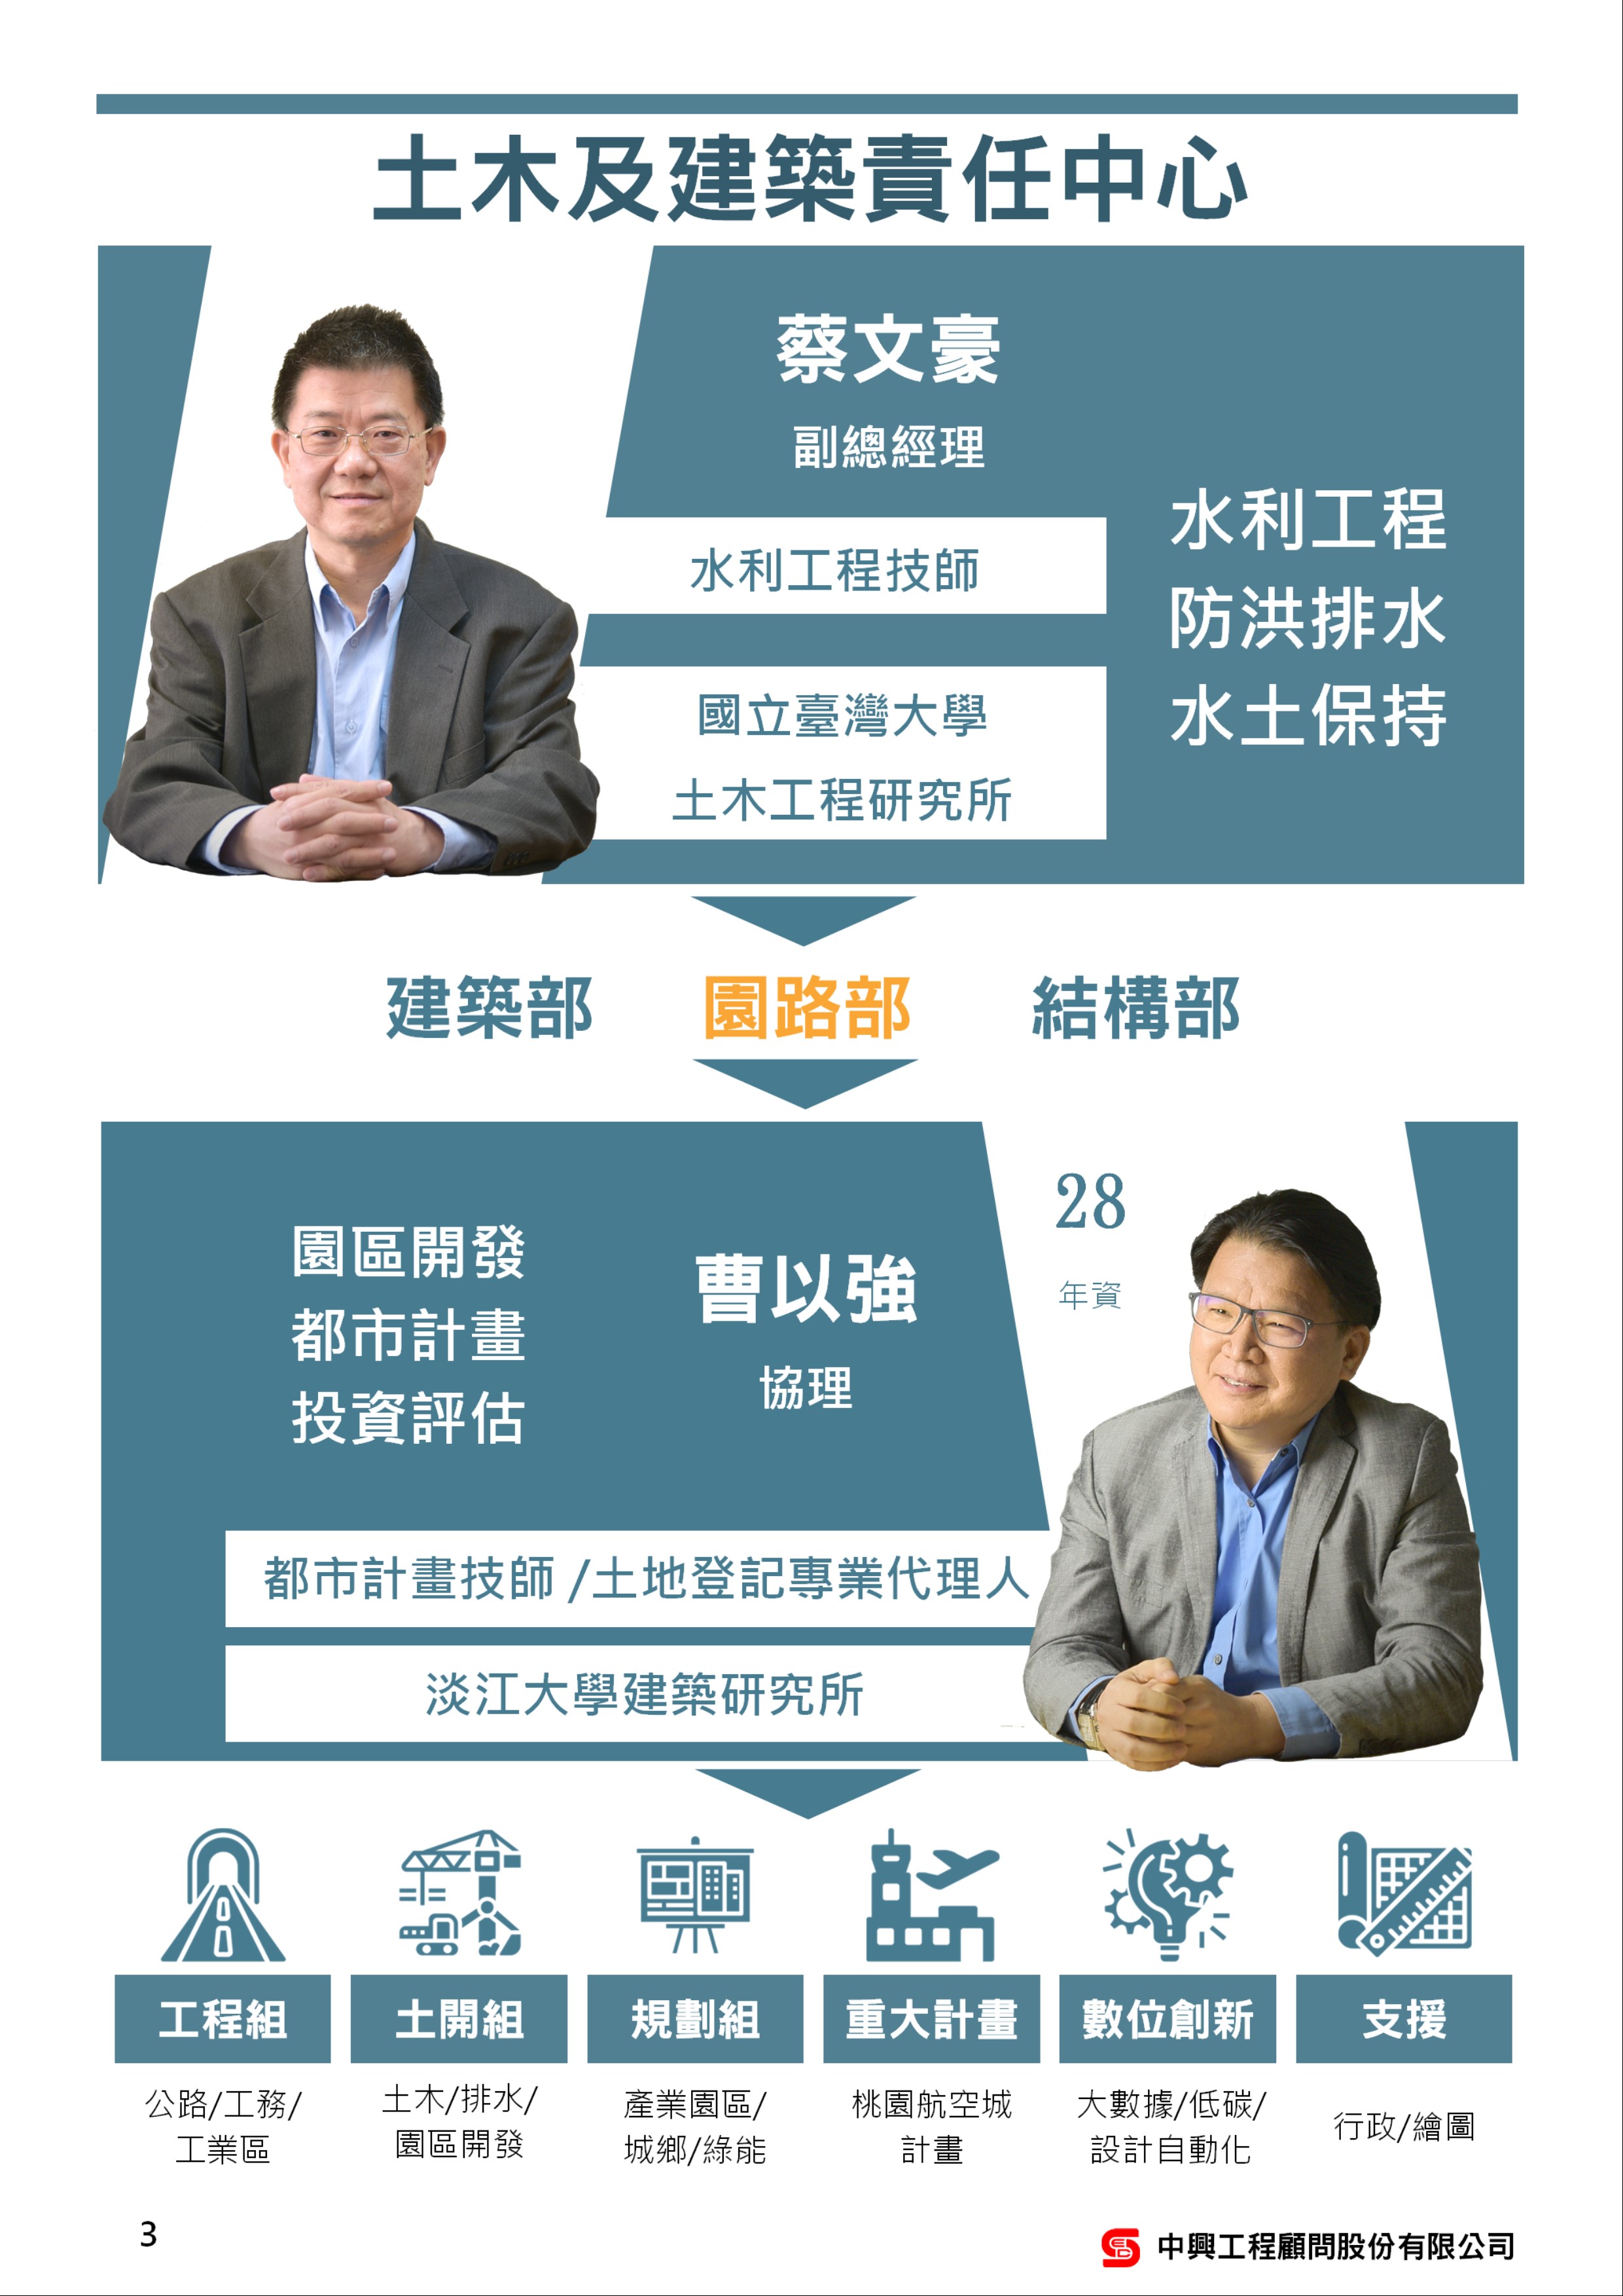 土木及建築責任中心
蔡文豪
副總經理
水利工程技師
國立臺灣大學
土木工程研究所
水利工程
防洪排水
水土保持
建築部 園路部 結構部
園區開發
都市計畫
投資評估
曹以強
協理
28
年資
都市計畫技師 /土地登記專業代理人
淡江大學建築研究所
工程組
公路/工務/
工業區
土開組
土木/排水/
園區開發
規劃組
產業園區/
城鄉/綠能
重大計畫
桃園航空城
計畫
數位創新
大數據/低碳/
設計自動化
支援
行政/繪圖
3
中興工程顧問股份有限公司